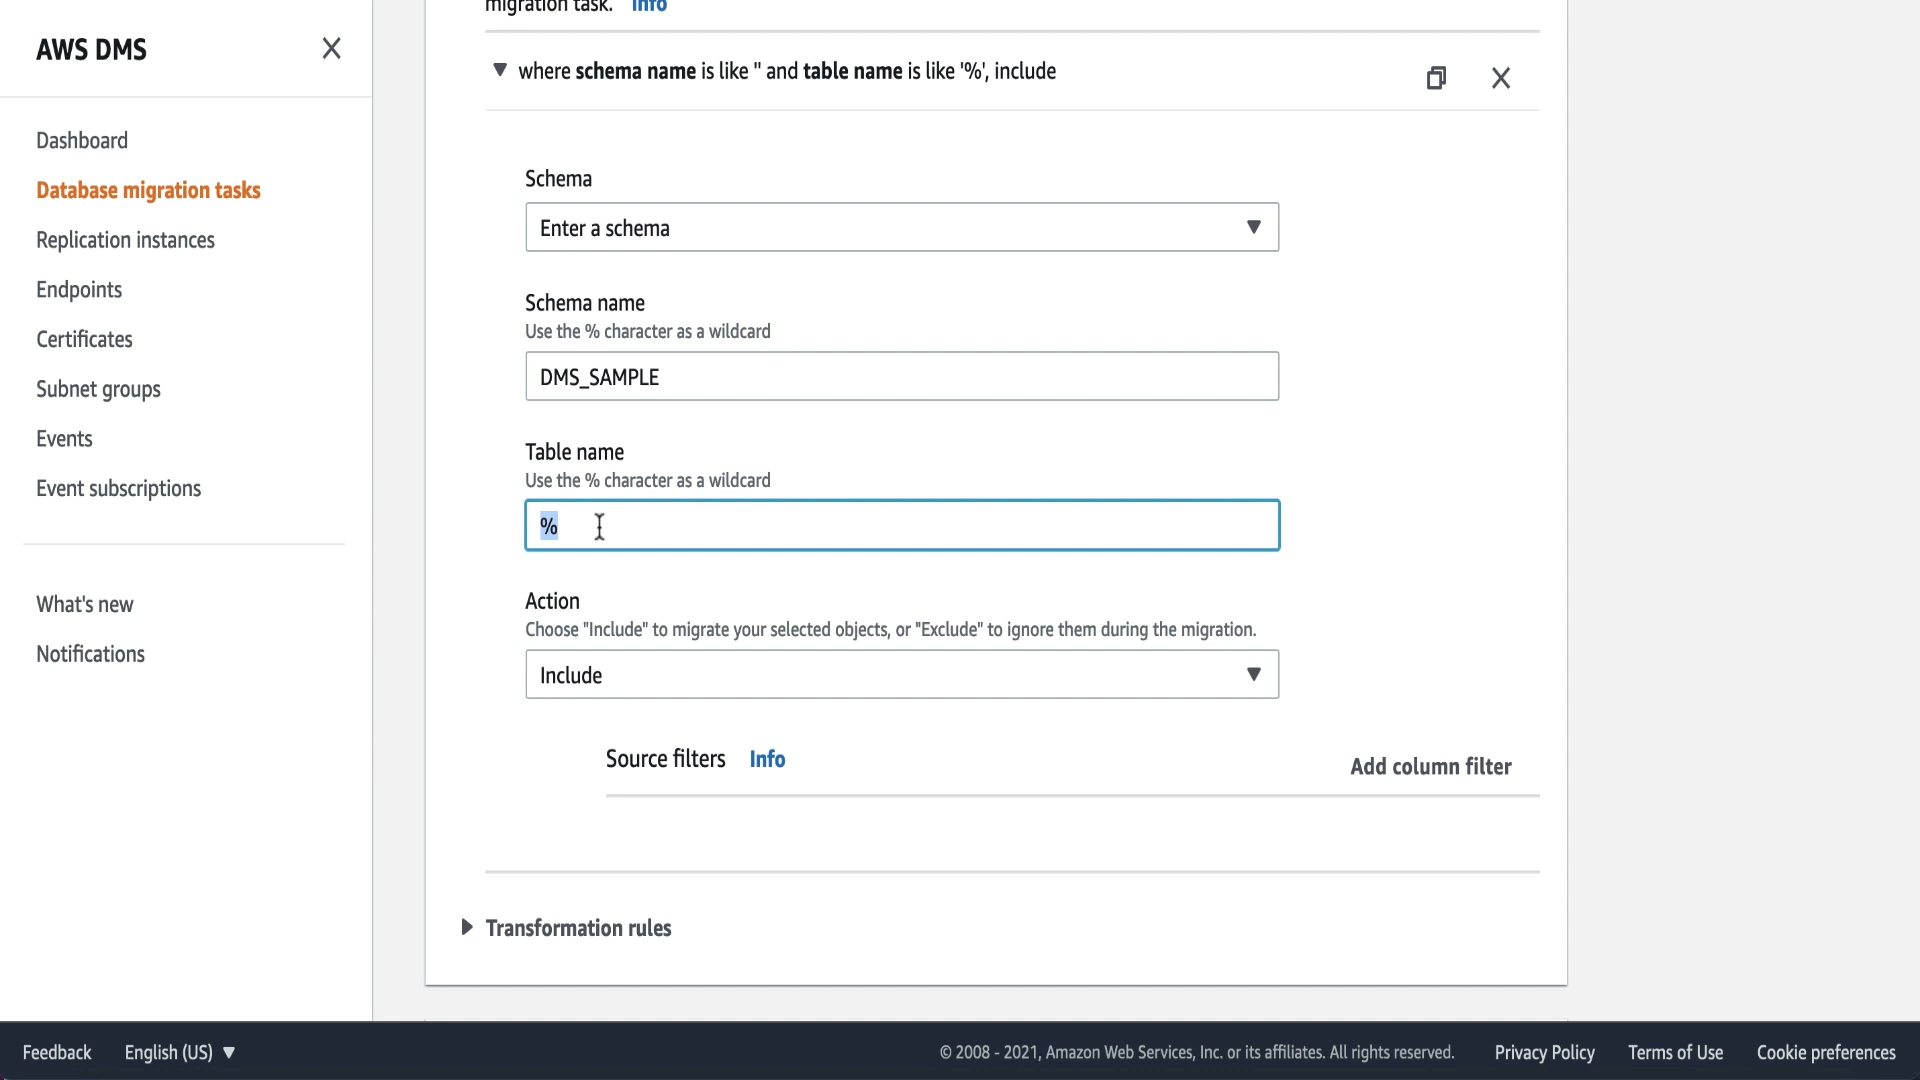 migration task. Info
AWS DMS
where schema name is like '' and table name is like '%', include
Dashboard
Database migration tasks
Replication instances
Endpoints
Certificates
Subnet groups
Events
Event subscriptions
What's new
Notifications
Schema
Enter a schema
Schema name
Use the % character as a wildcard
DMS_SAMPLE
Table name
Use the % character as a wildcard
%
Action
Choose "Include" to migrate your selected objects, or "Exclude" to ignore them during the migration.
Include
Source filters Info
Add column filter
Transformation rules
Feedback English (US) © 2008 - 2021, Amazon Web Services, Inc. or its affiliates. All rights reserved. Privacy Policy Terms of Use Cookie preferences